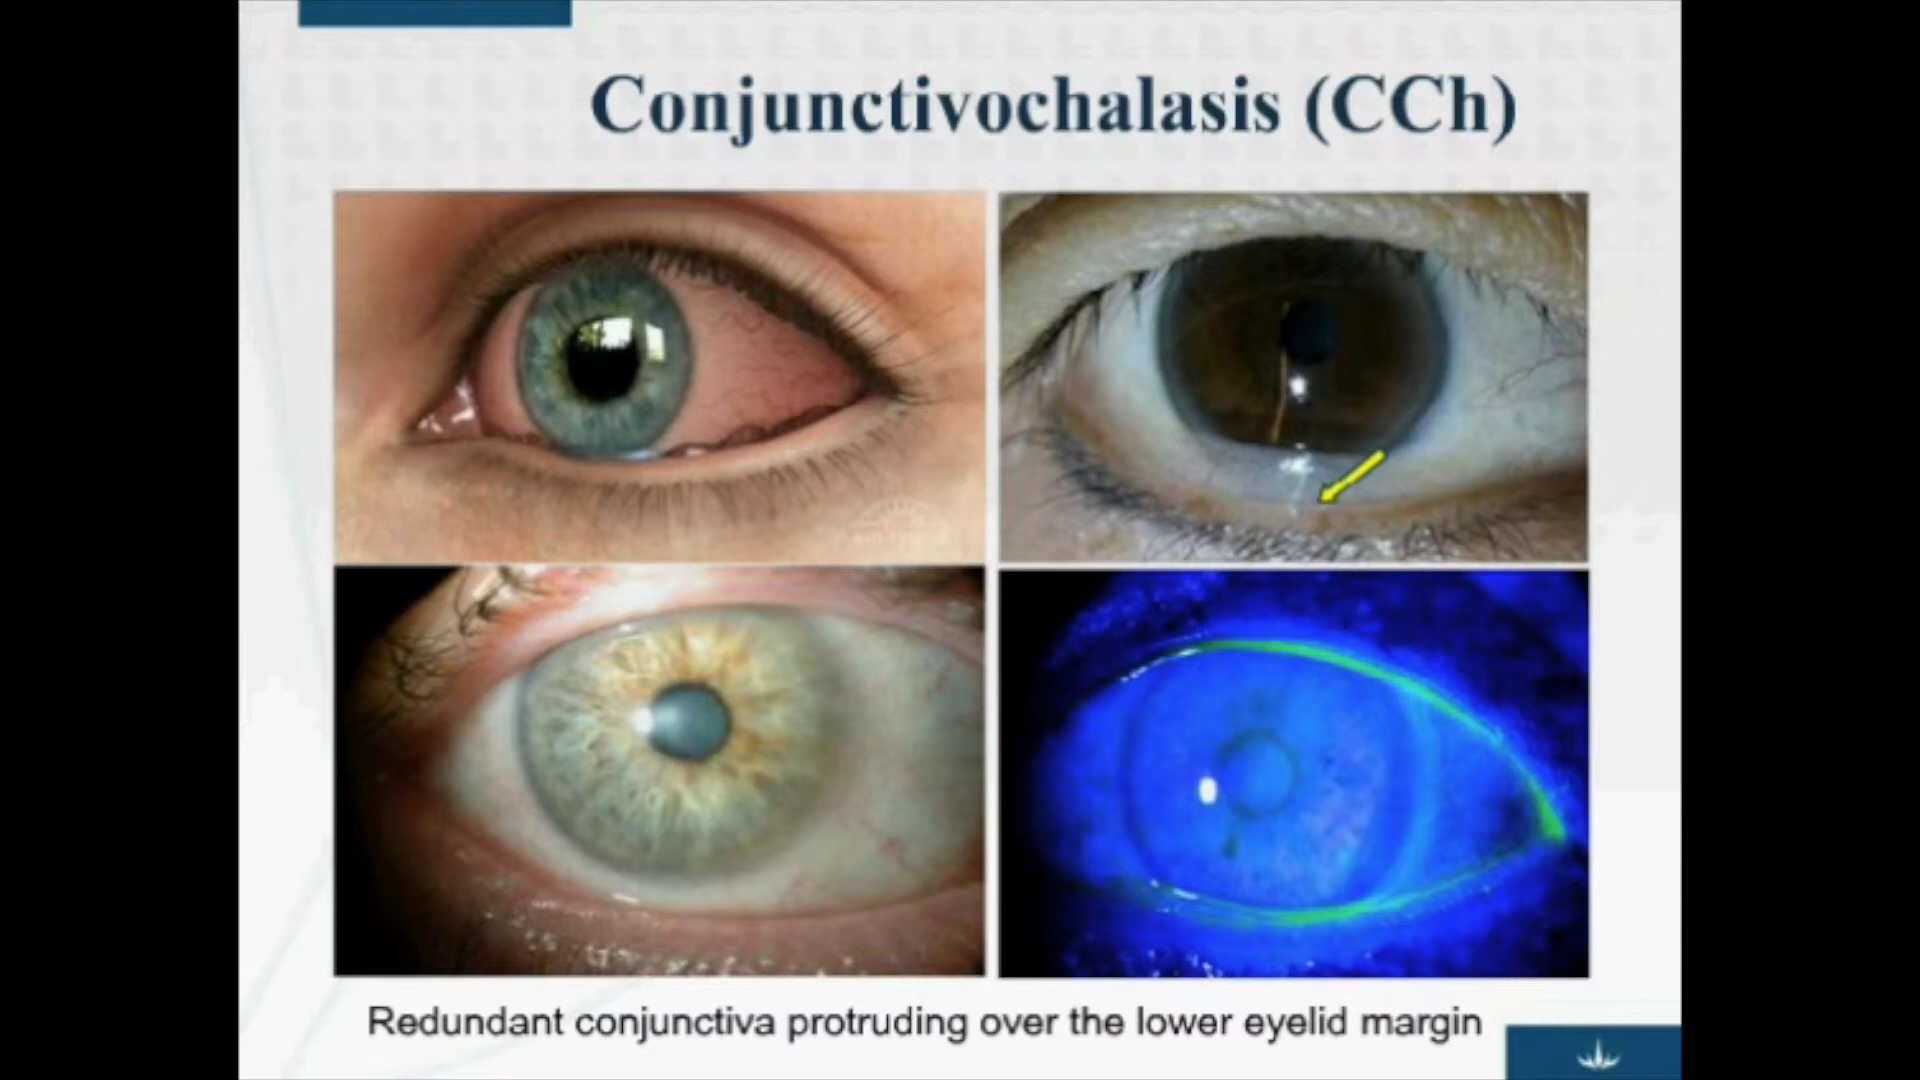 Conjunctivochalasis (CCh)
Redundant conjunctiva protruding over the lower eyelid margin